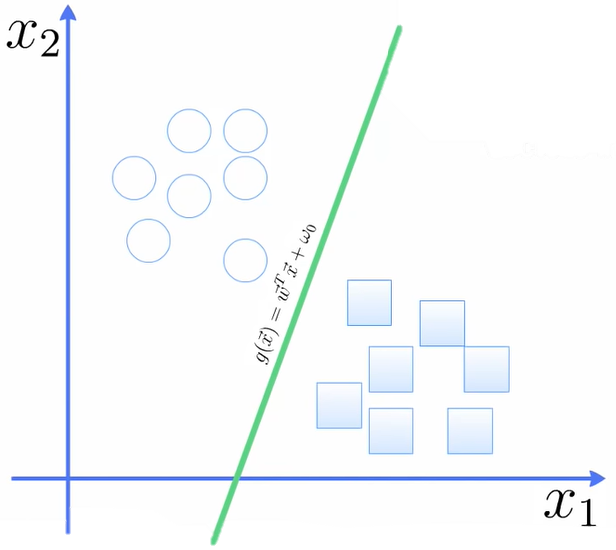 x₂
g(x⃗) = w⃗ᵀx⃗ + ω₀
x₁